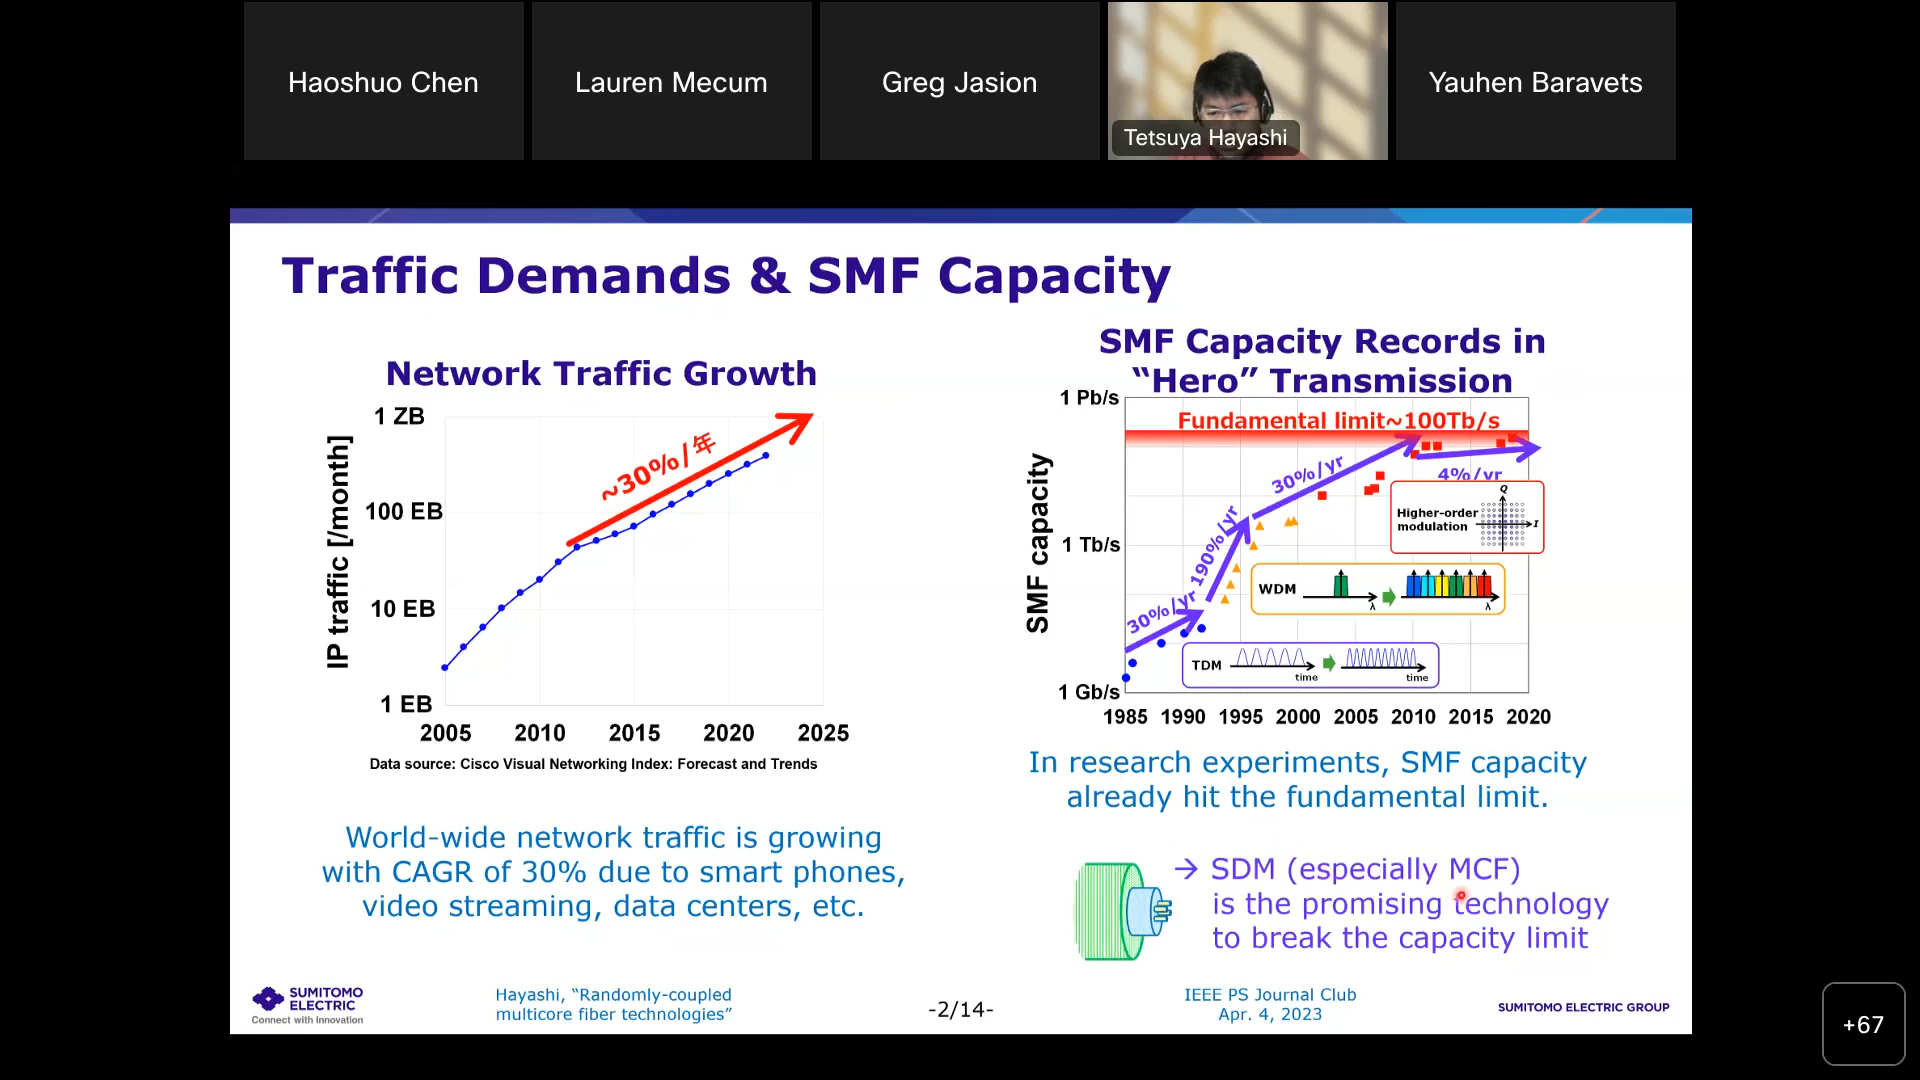 Haoshuo Chen
Lauren Mecum
Greg Jasion
Tetsuya Hayashi
Yauhen Baravets
Traffic Demands & SMF Capacity
Network Traffic Growth
IP traffic [/month]
1 ZB
100 EB
10 EB
1 EB
~30%/年
2005 2010 2015 2020 2025
Data source: Cisco Visual Networking Index: Forecast and Trends
World-wide network traffic is growing
with CAGR of 30% due to smart phones,
video streaming, data centers, etc.
SMF Capacity Records in
“Hero” Transmission
SMF capacity
1 Pb/s
1 Tb/s
1 Gb/s
Fundamental limit~100Tb/s
30%/yr
190%/yr
30%/yr
4%/yr
Higher-order
modulation
Q
I
WDM
λ
λ
TDM
time
time
1985 1990 1995 2000 2005 2010 2015 2020
In research experiments, SMF capacity
already hit the fundamental limit.
→ SDM (especially MCF)
is the promising technology
to break the capacity limit
SUMITOMO
ELECTRIC
Connect with Innovation
Hayashi, “Randomly-coupled
multicore fiber technologies”
-2/14-
IEEE PS Journal Club
Apr. 4, 2023
SUMITOMO ELECTRIC GROUP
+67